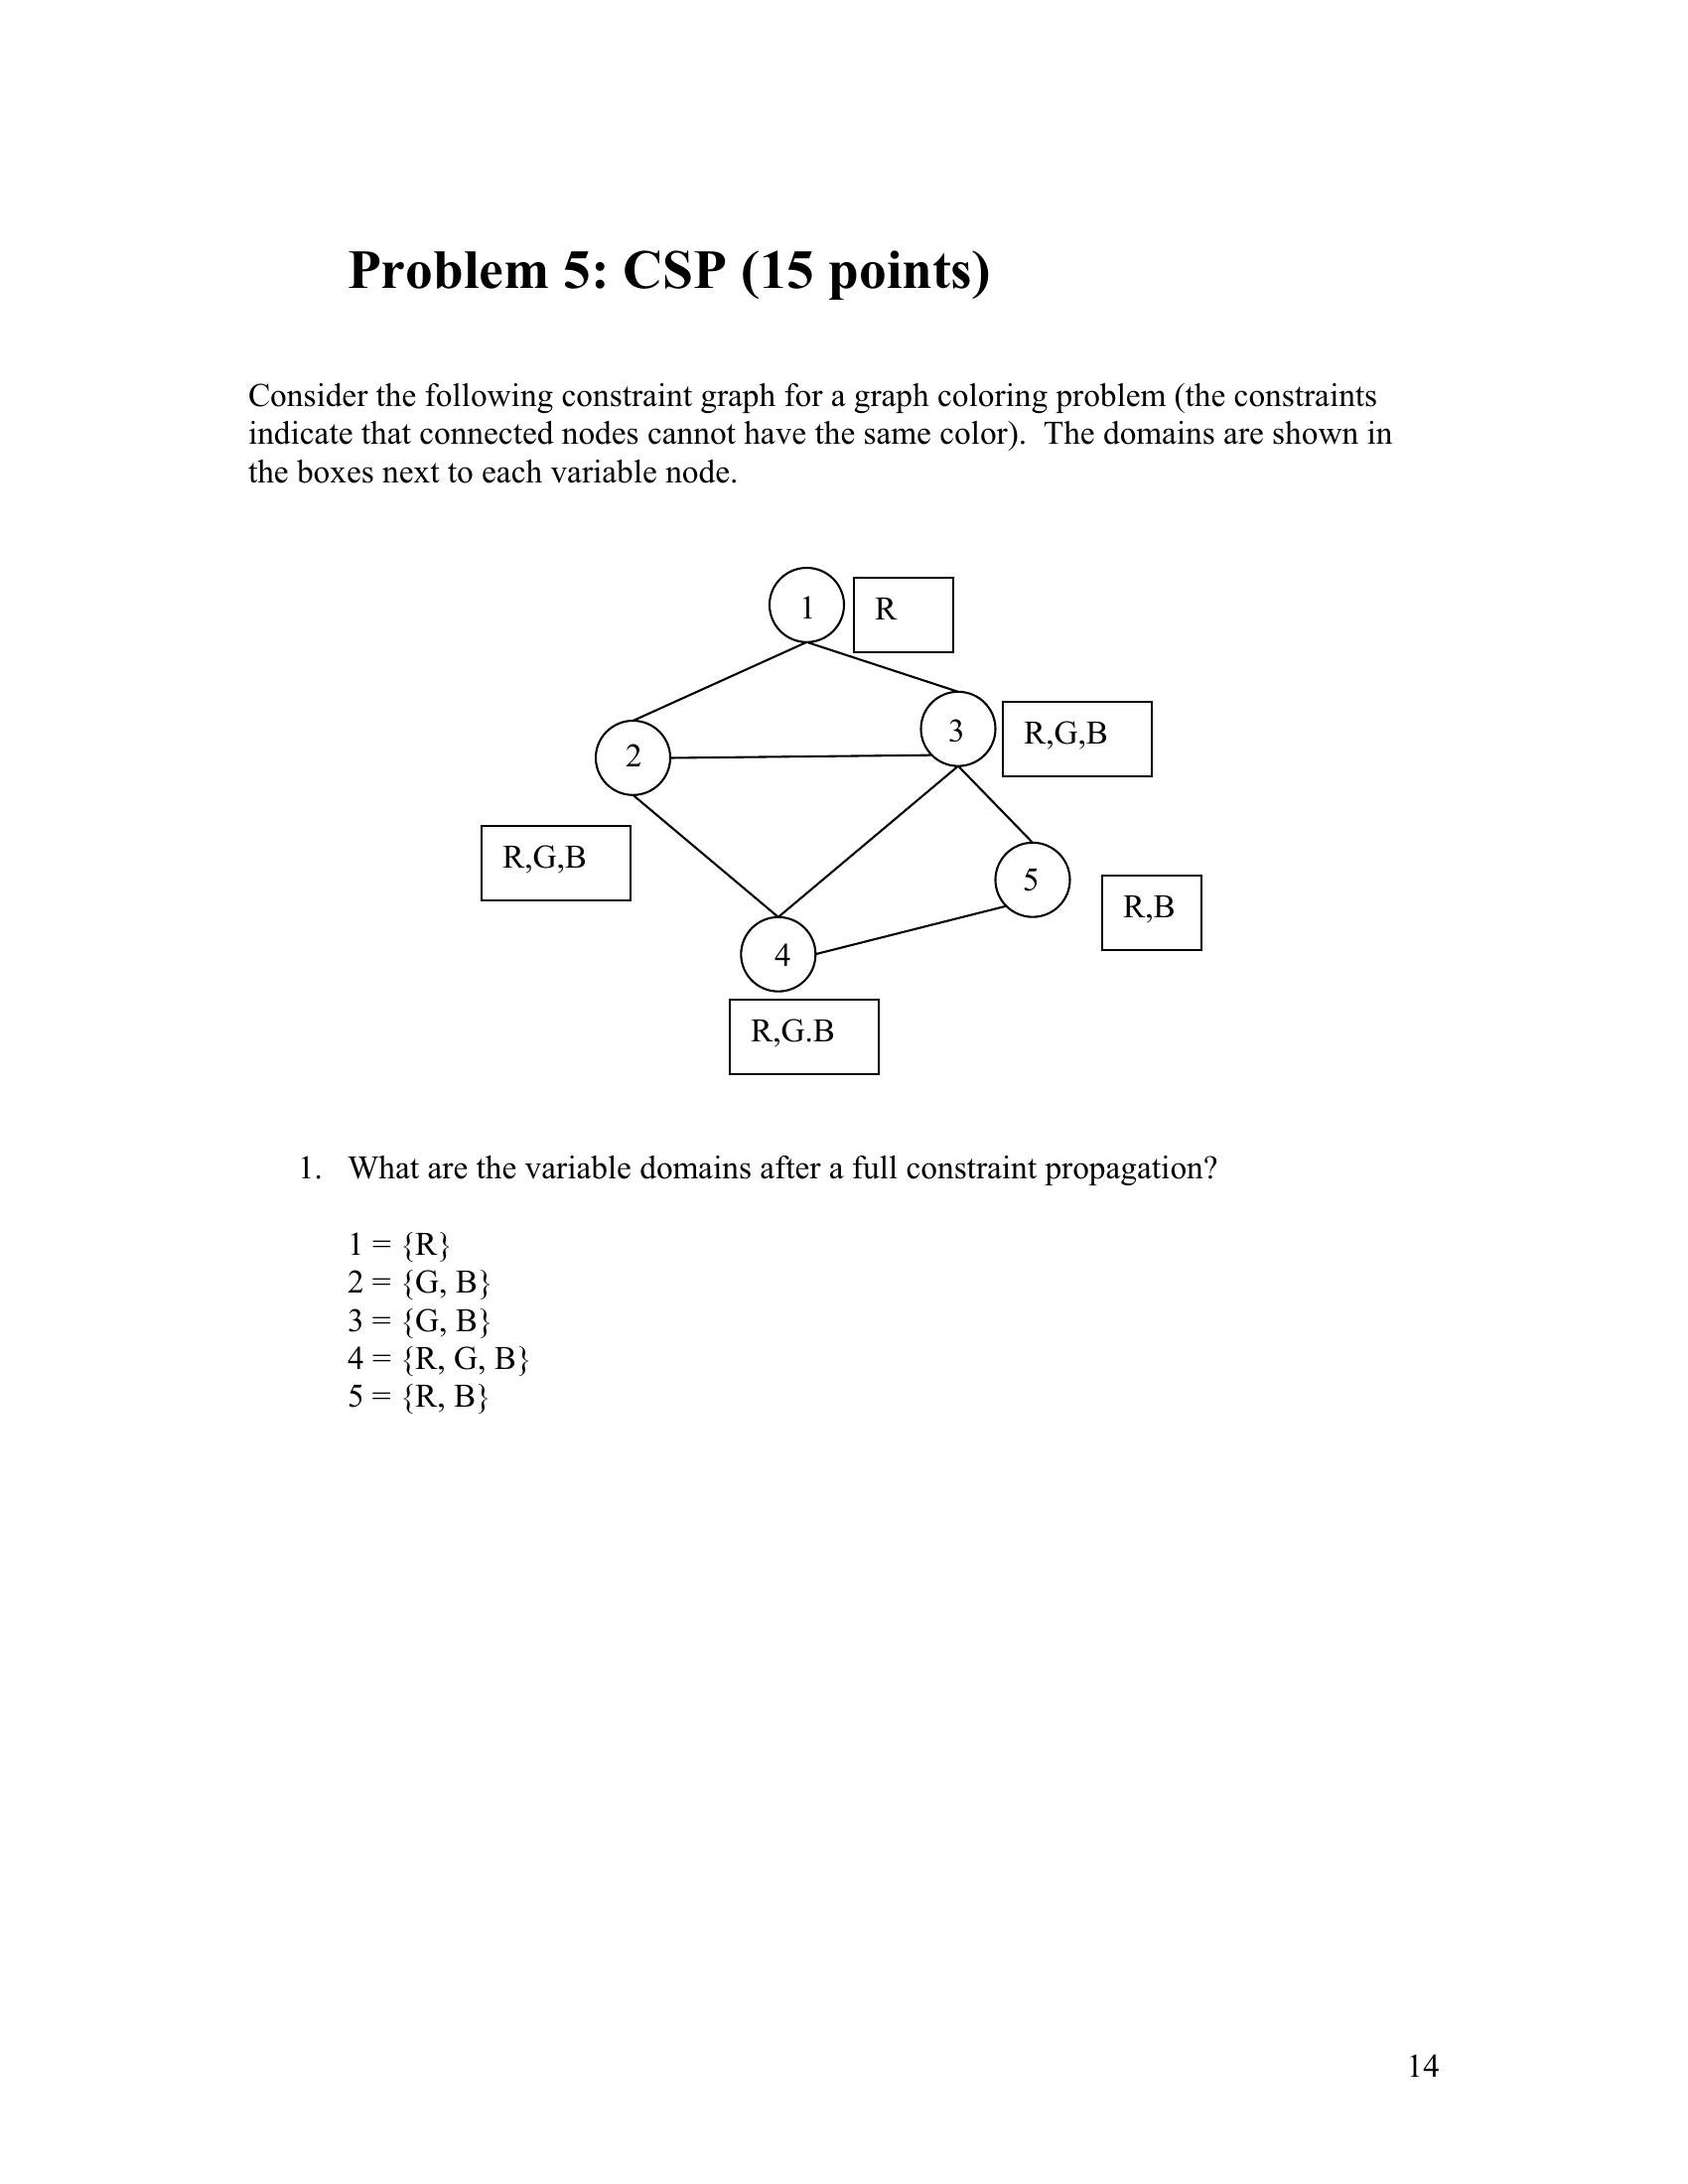 Problem 5: CSP (15 points)
Consider the following constraint graph for a graph coloring problem (the constraints
indicate that connected nodes cannot have the same color).  The domains are shown in
the boxes next to each variable node.
1
R
3
R,G,B
2
R,G,B
5
R,B
4
R,G.B
1. What are the variable domains after a full constraint propagation?
1 = {R}
2 = {G, B}
3 = {G, B}
4 = {R, G, B}
5 = {R, B}
14